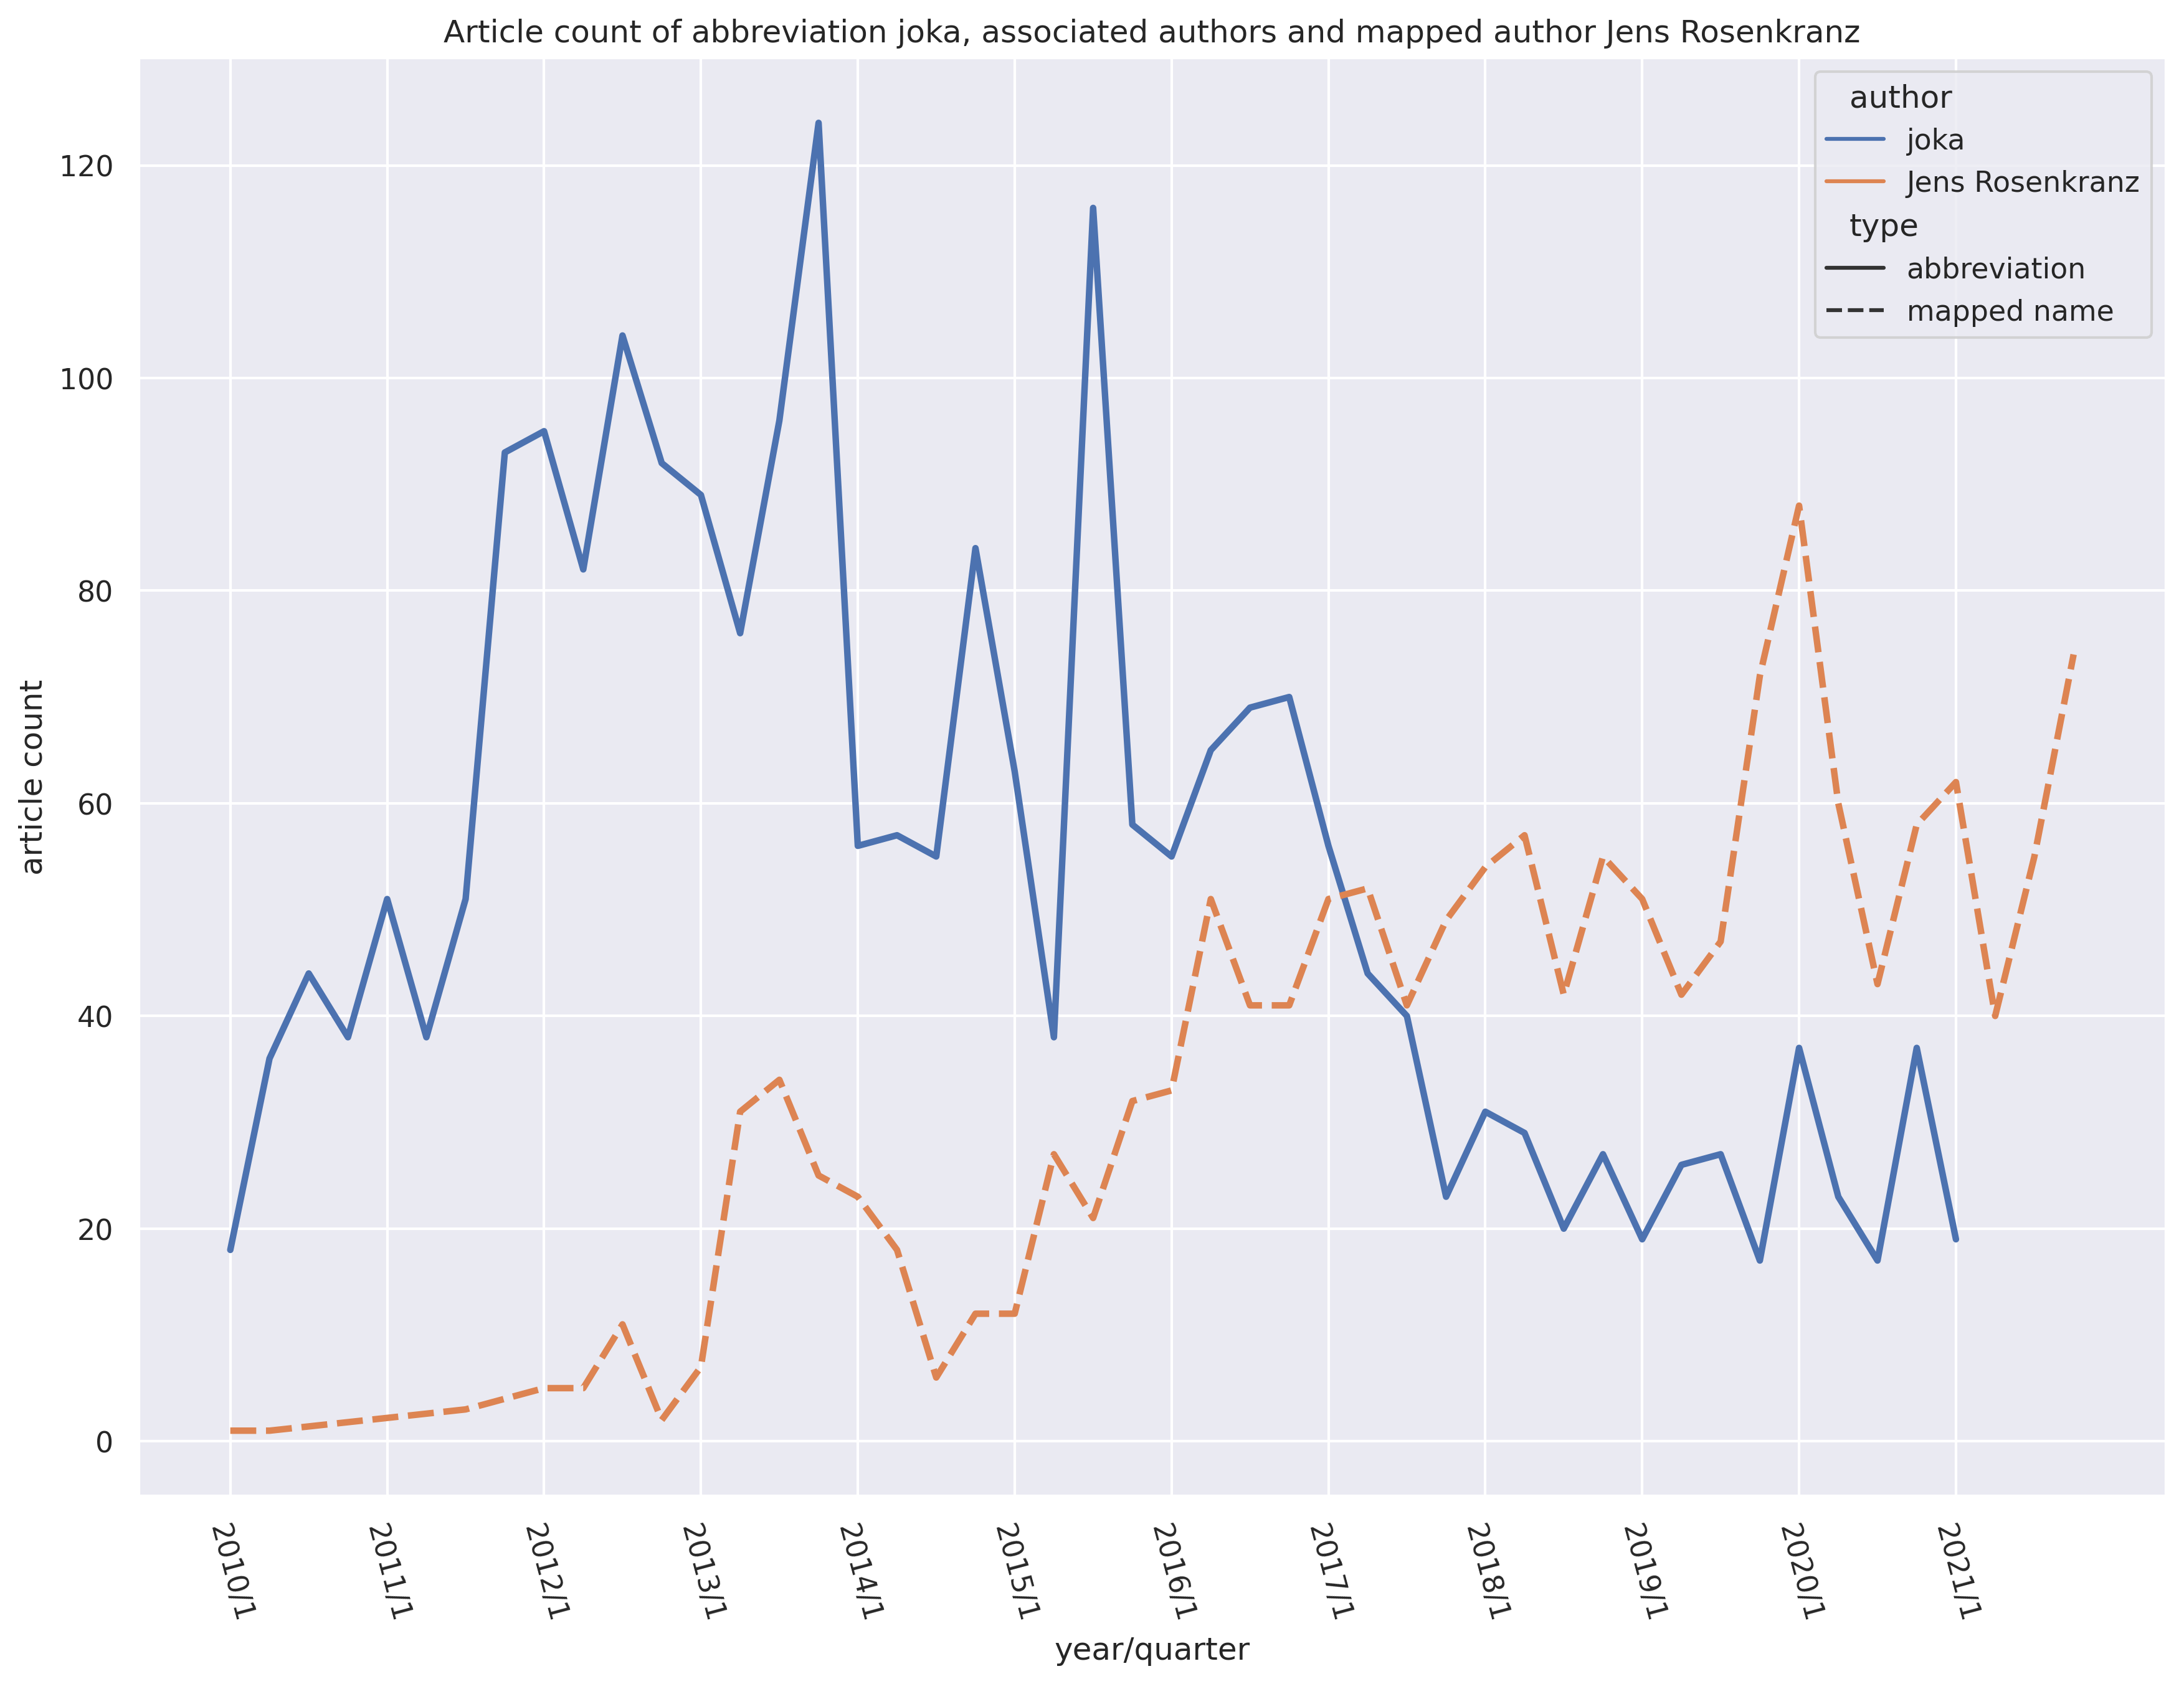 Article count of abbreviation joka, associated authors and mapped author Jens Rosenkranz
author
joka
Jens Rosenkranz
type
abbreviation
mapped name
article count
120
100
80
60
40
20
0
2010/1
2011/1
2012/1
2013/1
2014/1
2015/1
2016/1
2017/1
2018/1
2019/1
2020/1
2021/1
year/quarter